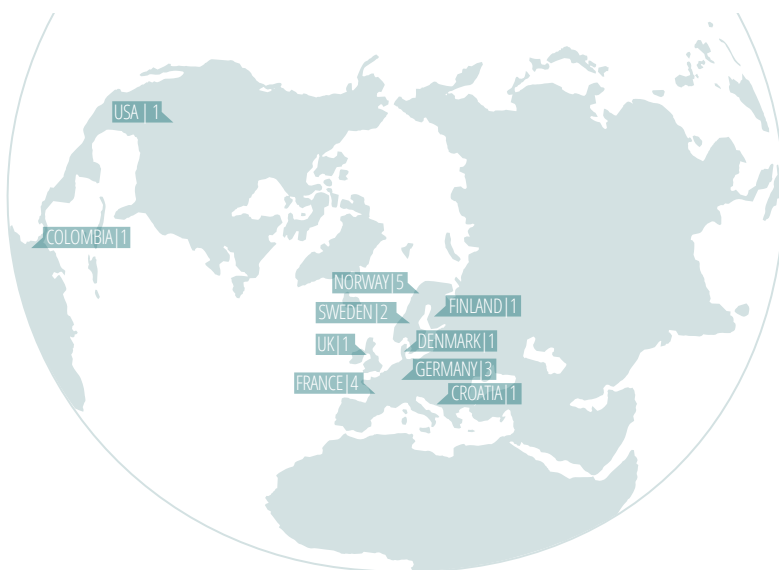 USA | 1
COLOMBIA|1
NORWAY|5
FINLAND|1
SWEDEN|2
UK|1
DENMARK|1
GERMANY|3
FRANCE|4
CROATIA|1